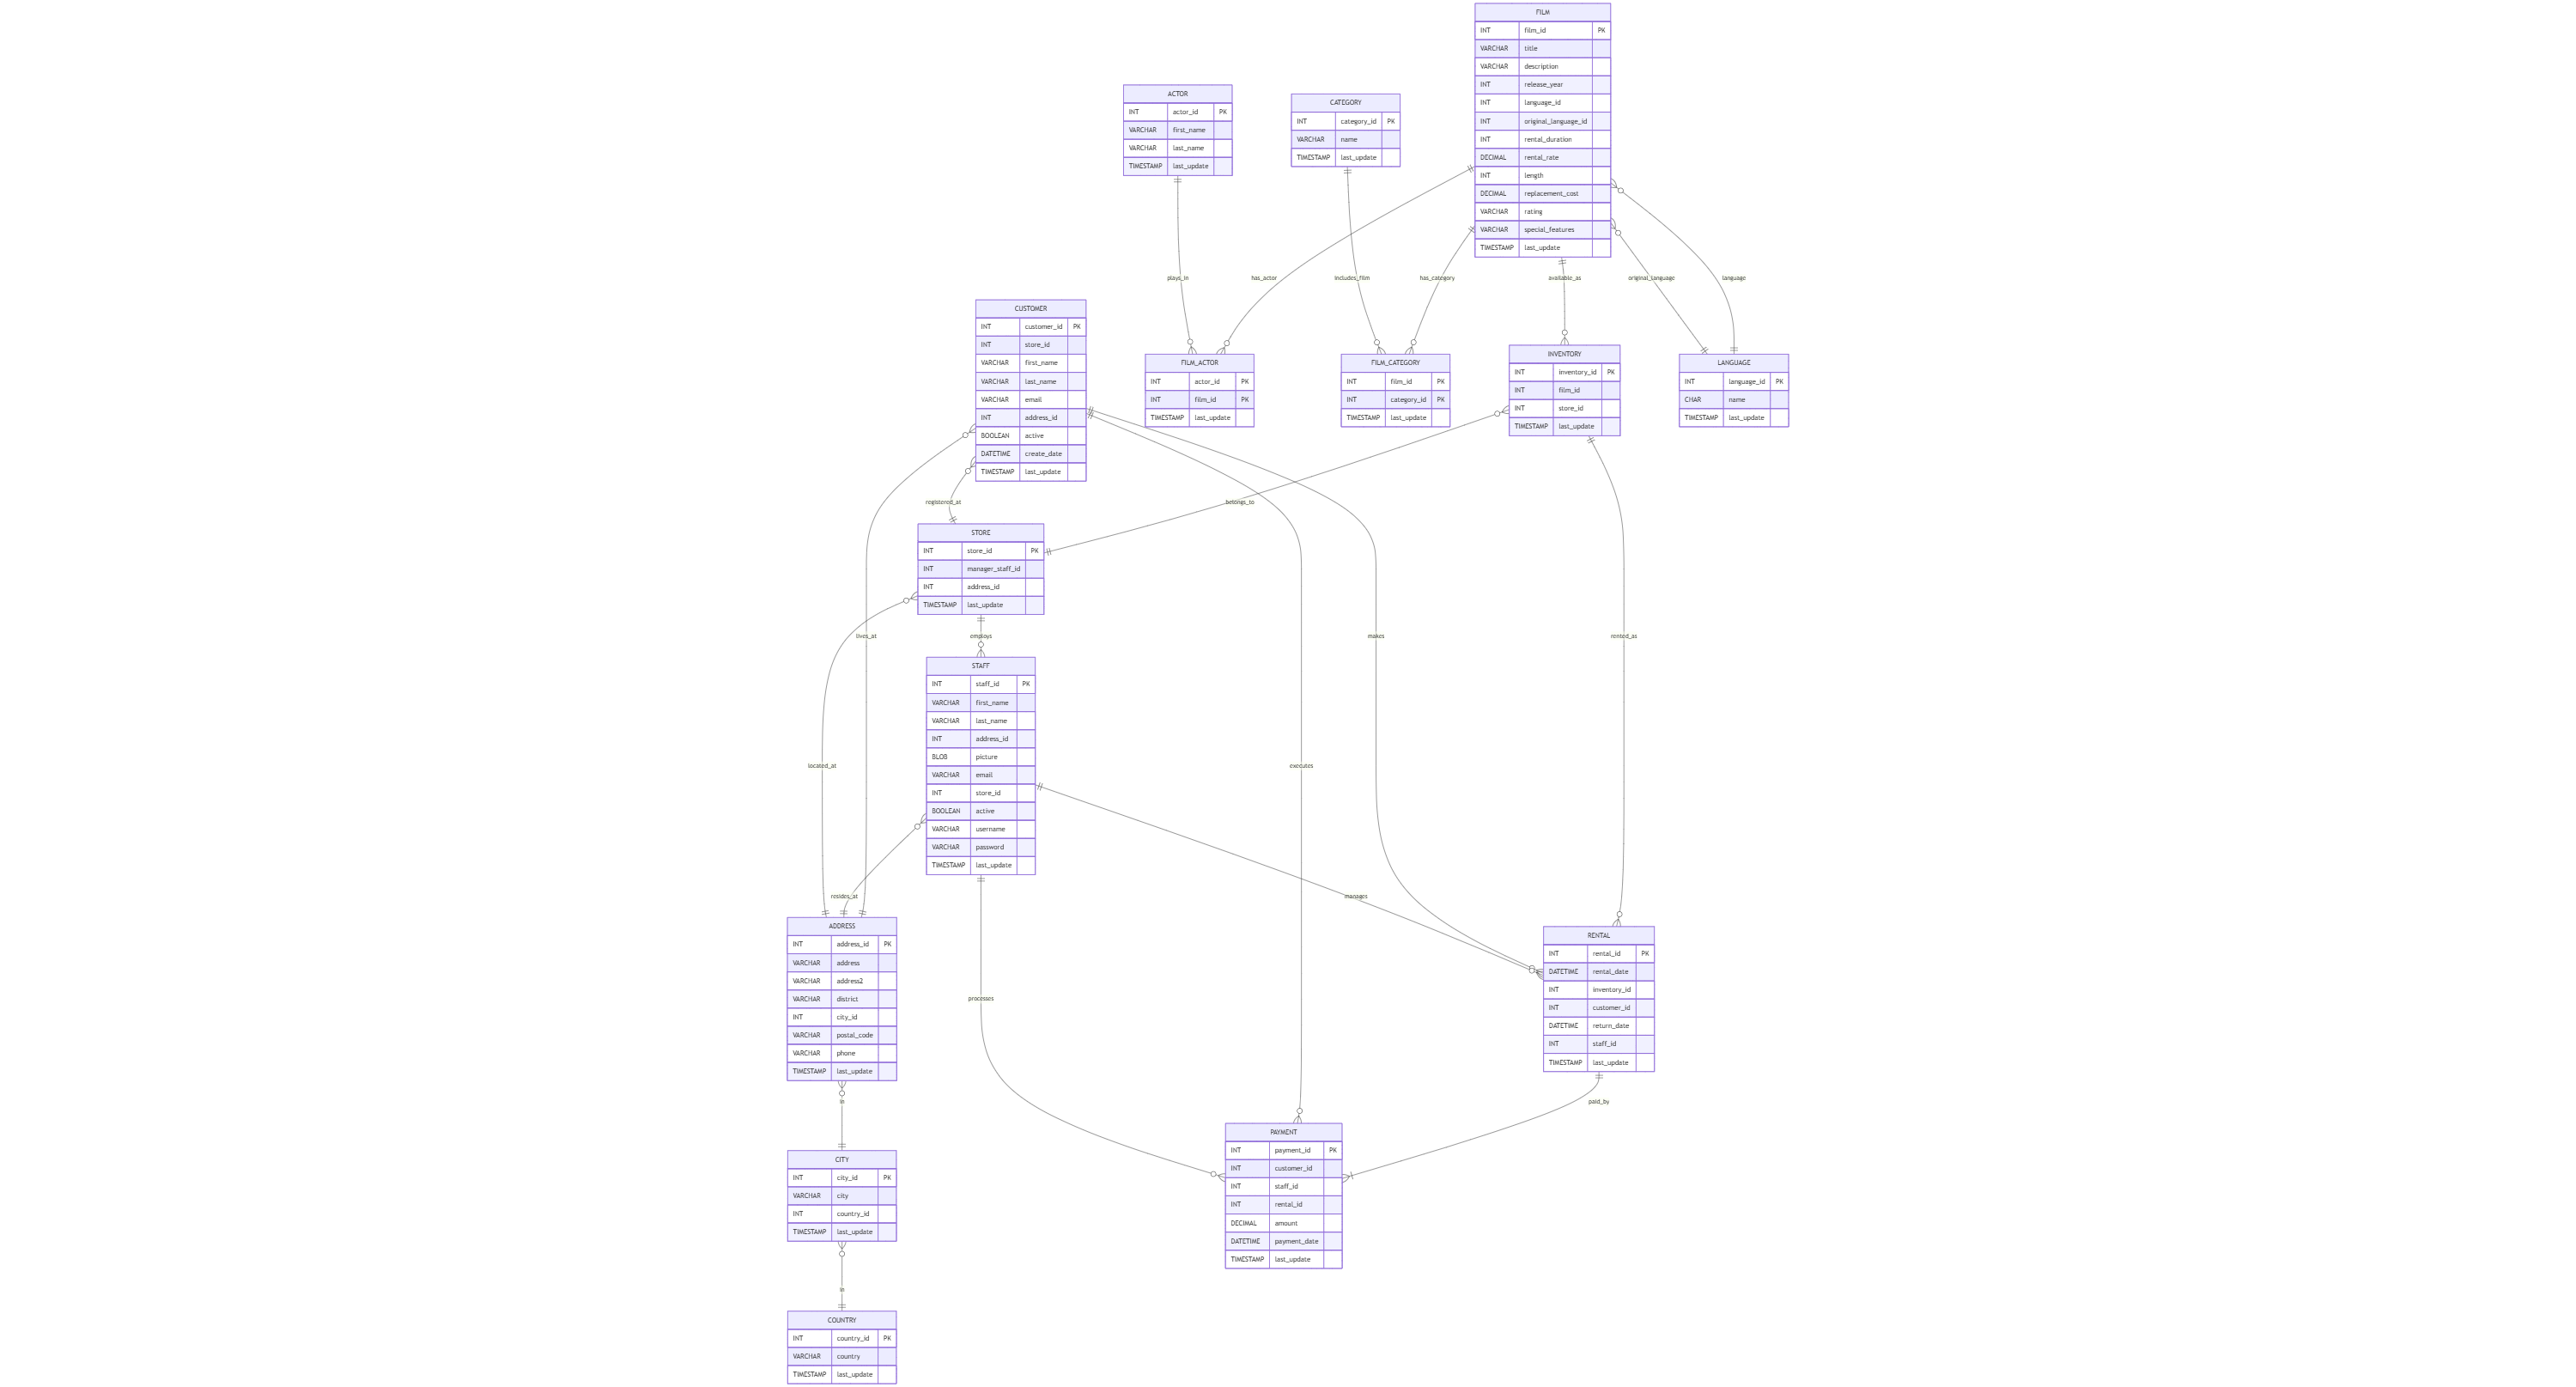 FILM
INT film_id PK
VARCHAR title
VARCHAR description
INT release_year
INT language_id
INT original_language_id
INT rental_duration
DECIMAL rental_rate
INT length
DECIMAL replacement_cost
VARCHAR rating
VARCHAR special_features
TIMESTAMP last_update
ACTOR
INT actor_id PK
VARCHAR first_name
VARCHAR last_name
TIMESTAMP last_update
CATEGORY
INT category_id PK
VARCHAR name
TIMESTAMP last_update
plays_in
has_actor
includes_film
has_category
available_as
original_language
language
CUSTOMER
INT customer_id PK
INT store_id
VARCHAR first_name
VARCHAR last_name
VARCHAR email
INT address_id
BOOLEAN active
DATETIME create_date
TIMESTAMP last_update
FILM_ACTOR
INT actor_id PK
INT film_id PK
TIMESTAMP last_update
FILM_CATEGORY
INT film_id PK
INT category_id PK
TIMESTAMP last_update
INVENTORY
INT inventory_id PK
INT film_id
INT store_id
TIMESTAMP last_update
LANGUAGE
INT language_id PK
CHAR name
TIMESTAMP last_update
registered_at
belongs_to
STORE
INT store_id PK
INT manager_staff_id
INT address_id
TIMESTAMP last_update
lives_at
employs
makes
rented_as
STAFF
INT staff_id PK
VARCHAR first_name
VARCHAR last_name
INT address_id
BLOB picture
VARCHAR email
INT store_id
BOOLEAN active
VARCHAR username
VARCHAR password
TIMESTAMP last_update
located_at
executes
resides_at
manages
ADDRESS
INT address_id PK
VARCHAR address
VARCHAR address2
VARCHAR district
INT city_id
VARCHAR postal_code
VARCHAR phone
TIMESTAMP last_update
RENTAL
INT rental_id PK
DATETIME rental_date
INT inventory_id
INT customer_id
DATETIME return_date
INT staff_id
TIMESTAMP last_update
processes
in
paid_by
PAYMENT
INT payment_id PK
INT customer_id
INT staff_id
INT rental_id
DECIMAL amount
DATETIME payment_date
TIMESTAMP last_update
CITY
INT city_id PK
VARCHAR city
INT country_id
TIMESTAMP last_update
in
COUNTRY
INT country_id PK
VARCHAR country
TIMESTAMP last_update